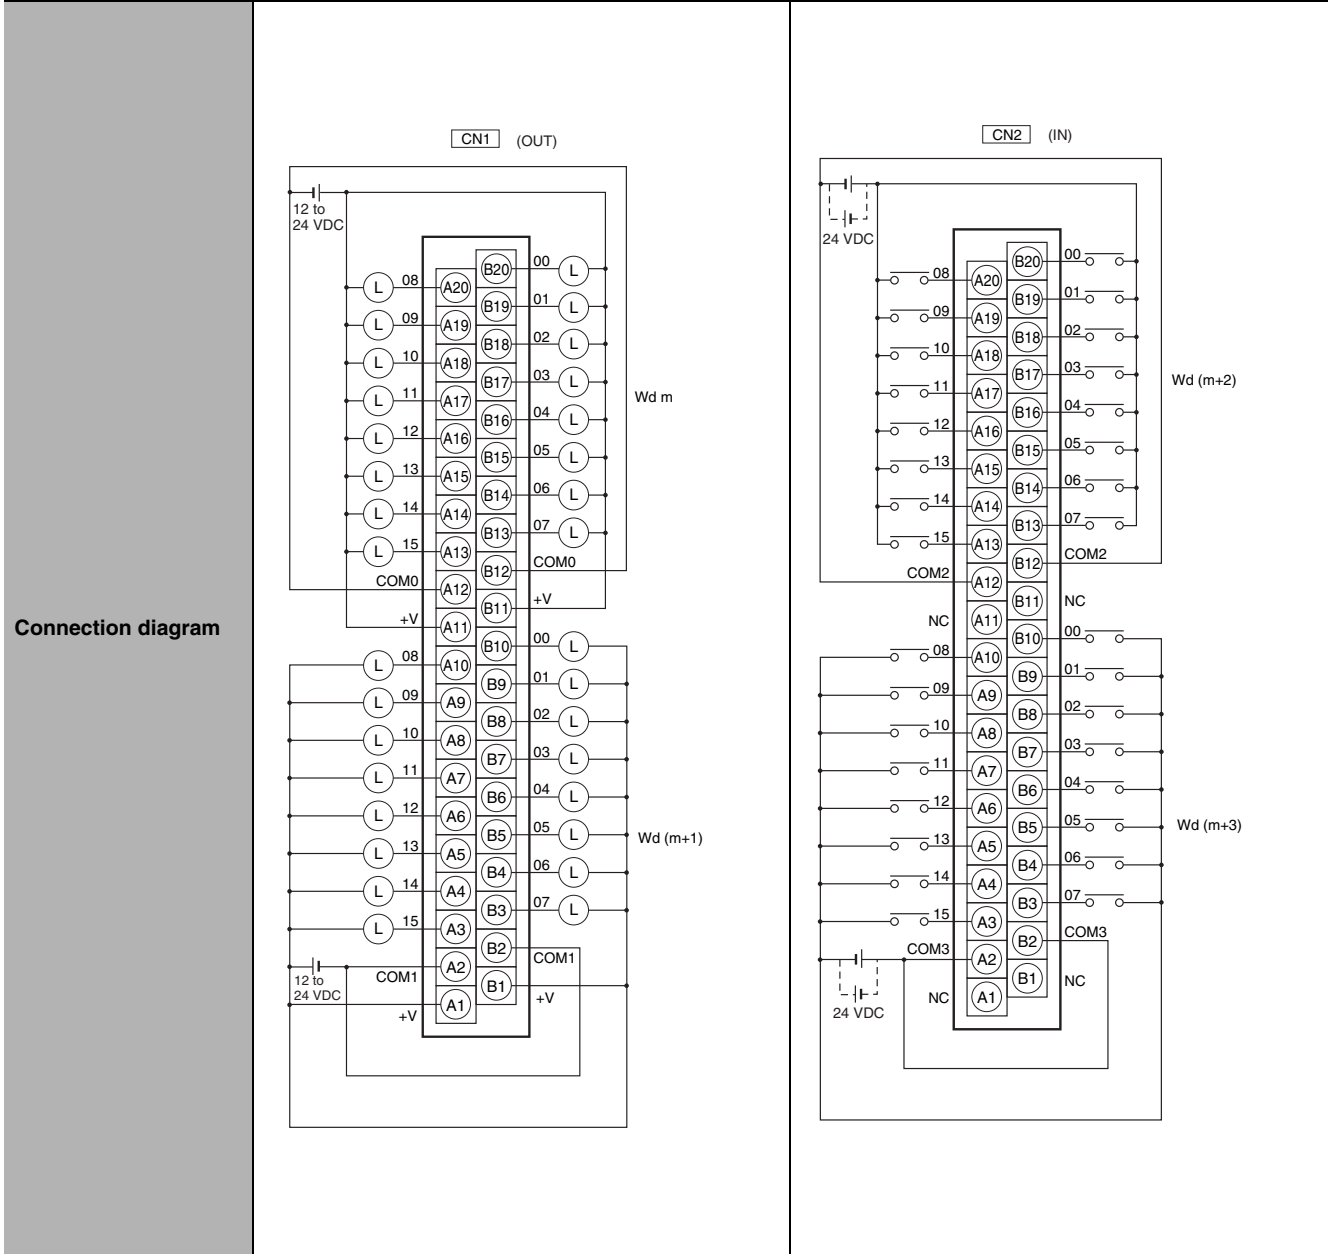 Connection diagram
CN1 (OUT)
12 to
24 VDC
B20 00 L
L 08 A20
B19 01 L
L 09 A19
B18 02 L
L 10 A18
B17 03 L
L 11 A17
Wd m
B16 04 L
L 12 A16
B15 05 L
L 13 A15
B14 06 L
L 14 A14
B13 07 L
L 15 A13
B12 COM0
COM0 A12
B11 +V
+V A11
B10 00 L
L 08 A10
B9 01 L
L 09 A9
B8 02 L
L 10 A8
B7 03 L
L 11 A7
B6 04 L
L 12 A6
B5 05 L
Wd (m+1)
L 13 A5
B4 06 L
L 14 A4
B3 07 L
L 15 A3
B2 COM1
COM1 A2
12 to
24 VDC
B1 +V
+V A1
CN2 (IN)
24 VDC
B20 00
08 A20
B19 01
09 A19
B18 02
10 A18
B17 03
Wd (m+2)
11 A17
B16 04
12 A16
B15 05
13 A15
B14 06
14 A14
B13 07
15 A13
B12 COM2
COM2 A12
B11 NC
NC A11
B10 00
08 A10
B9 01
09 A9
B8 02
10 A8
B7 03
11 A7
B6 04
12 A6
B5 05
Wd (m+3)
13 A5
B4 06
14 A4
B3 07
15 A3
B2 COM3
COM3 A2
B1 NC
NC A1
24 VDC